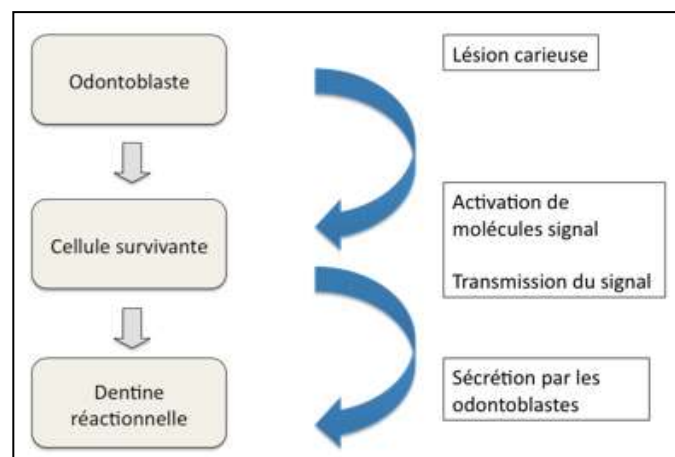 Odontoblaste
Lésion carieuse
Cellule survivante
Activation de
molécules signal
Transmission du signal
Dentine
réactionnelle
Sécrétion par les
odontoblastes